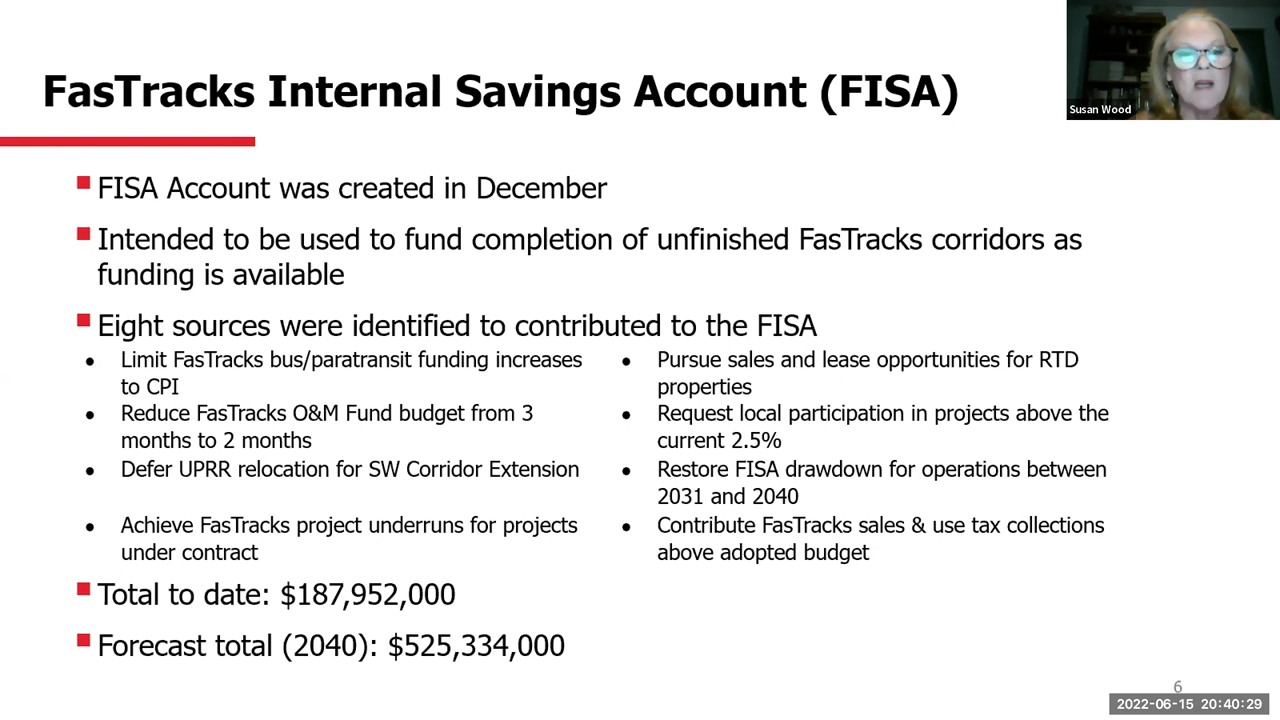 FasTracks Internal Savings Account (FISA)
Susan Wood
FISA Account was created in December
Intended to be used to fund completion of unfinished FasTracks corridors as
funding is available
Eight sources were identified to contributed to the FISA
Limit FasTracks bus/paratransit funding increases
to CPI
Reduce FasTracks O&M Fund budget from 3
months to 2 months
Defer UPRR relocation for SW Corridor Extension
Achieve FasTracks project underruns for projects
under contract
Pursue sales and lease opportunities for RTD
properties
Request local participation in projects above the
current 2.5%
Restore FISA drawdown for operations between
2031 and 2040
Contribute FasTracks sales & use tax collections
above adopted budget
Total to date: $187,952,000
Forecast total (2040): $525,334,000
6
2022-06-15 20:40:29